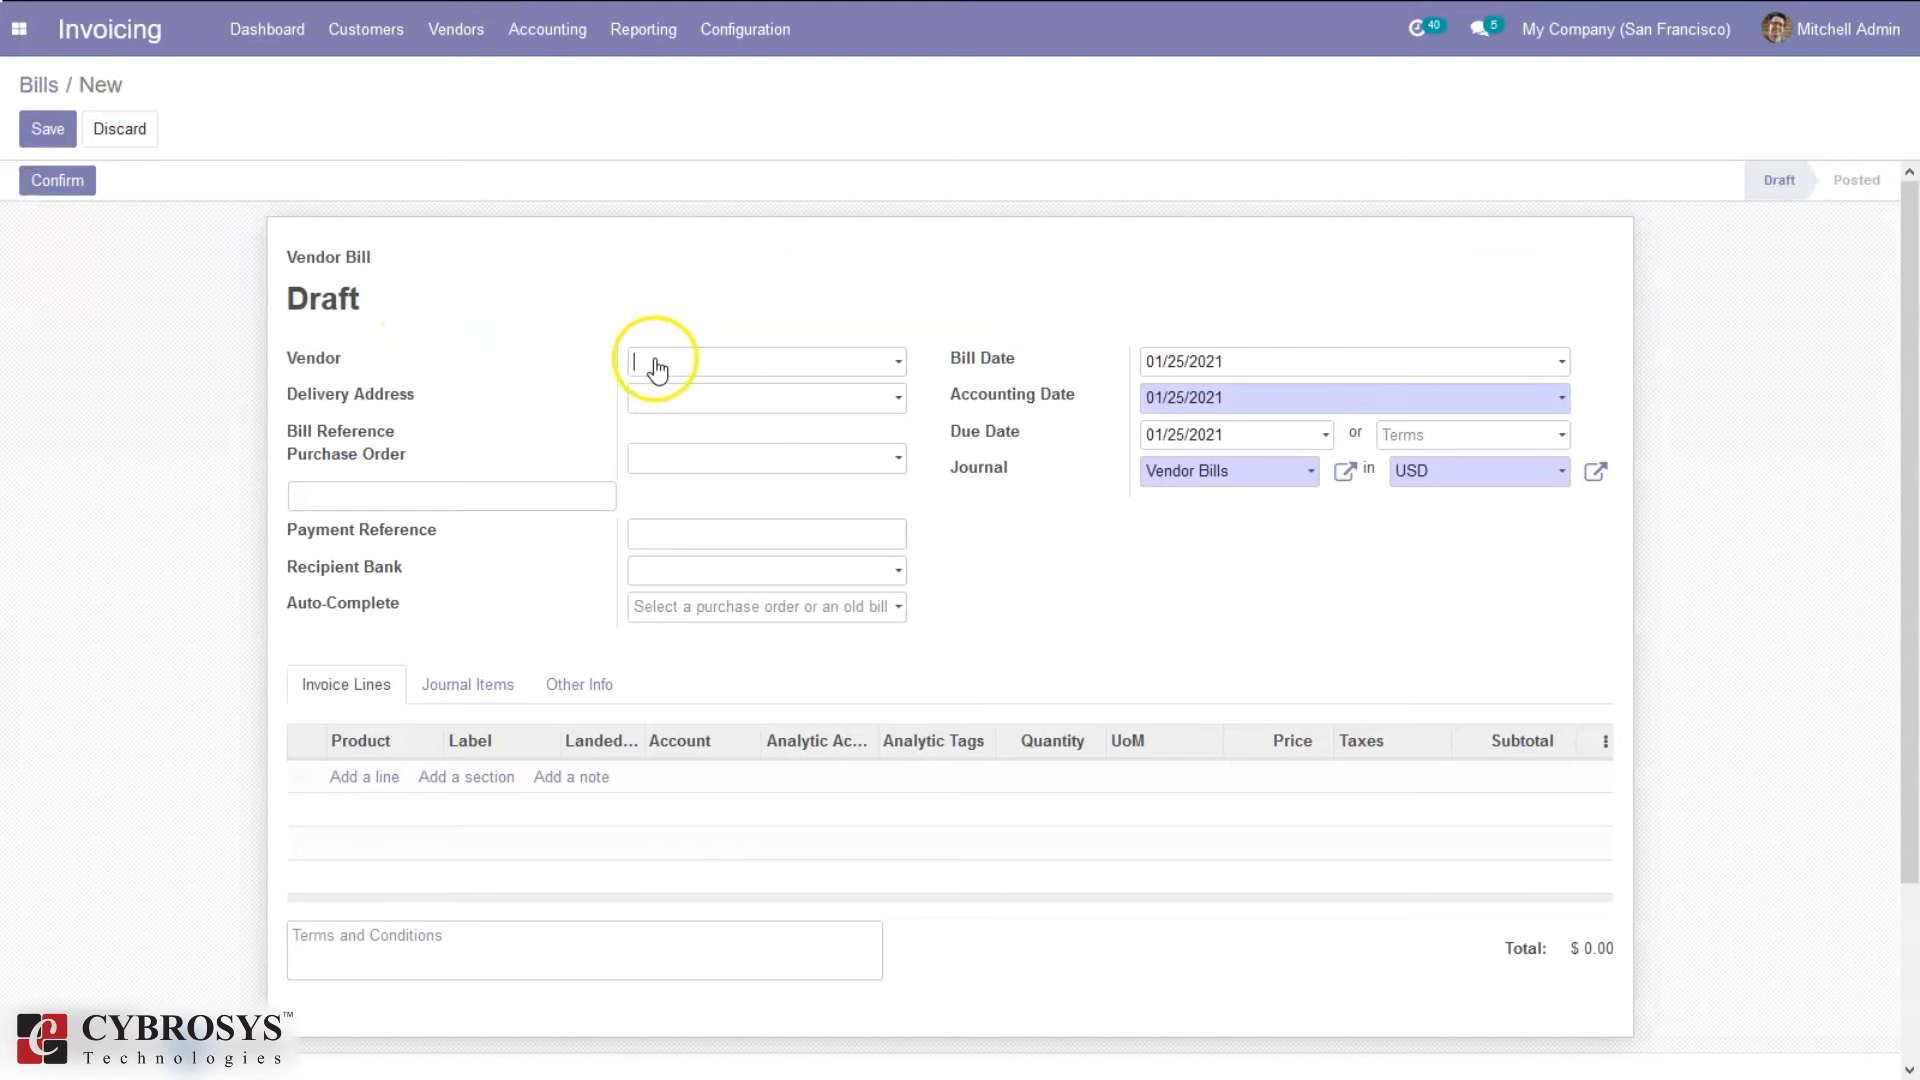 Invoicing Dashboard Customers Vendors Accounting Reporting Configuration 40 5 My Company (San Francisco) Mitchell Admin
Bills / New
Save Discard
Confirm Draft Posted
Vendor Bill
Draft
Vendor
Delivery Address
Bill Reference
Purchase Order
Payment Reference
Recipient Bank
Auto-Complete Select a purchase order or an old bill
Bill Date 01/25/2021
Accounting Date 01/25/2021
Due Date 01/25/2021 or Terms
Journal Vendor Bills in USD
Invoice Lines Journal Items Other Info
Product Label Landed... Account Analytic Ac... Analytic Tags Quantity UoM Price Taxes Subtotal
Add a line Add a section Add a note
Terms and Conditions
Total: $ 0.00
CYBROSYS™
Technologies